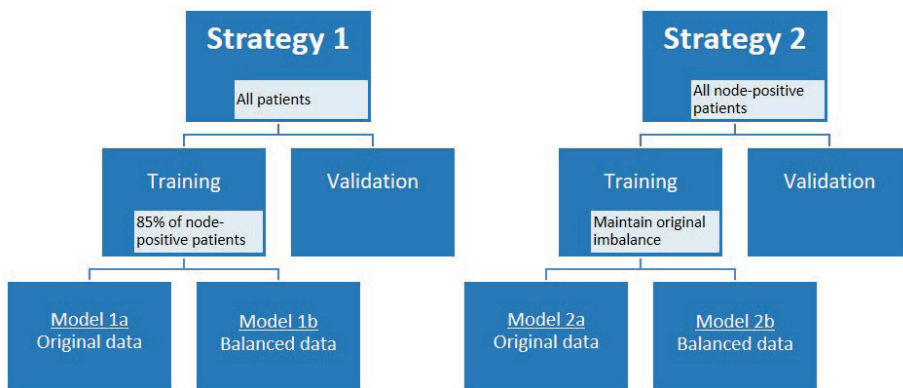 Strategy 1
All patients
Training
85% of node-
positive patients
Validation
Model 1a
Original data
Model 1b
Balanced data
Strategy 2
All node-positive
patients
Training
Maintain original
imbalance
Validation
Model 2a
Original data
Model 2b
Balanced data